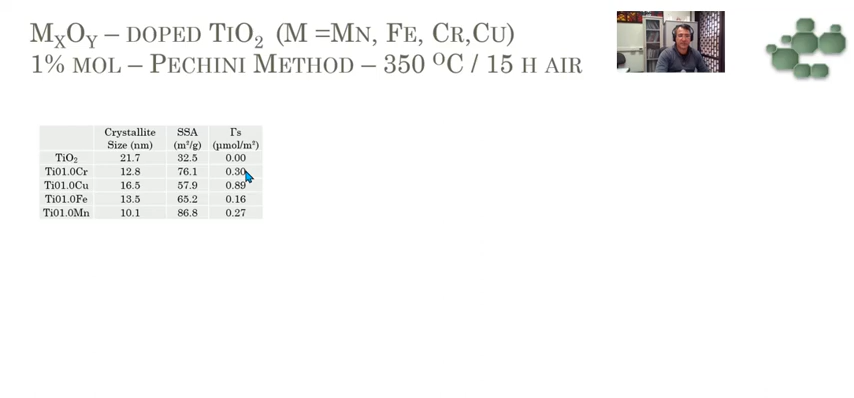 MXOY – DOPED TIO2 (M =MN, FE, CR,CU)
1% MOL – PECHINI METHOD – 350 OC / 15 H AIR
Crystallite Size (nm) SSA (m²/g) Γs (μmol/m²)
TiO2 21.7 32.5 0.00
Ti01.0Cr 12.8 76.1 0.30
Ti01.0Cu 16.5 57.9 0.89
Ti01.0Fe 13.5 65.2 0.16
Ti01.0Mn 10.1 86.8 0.27